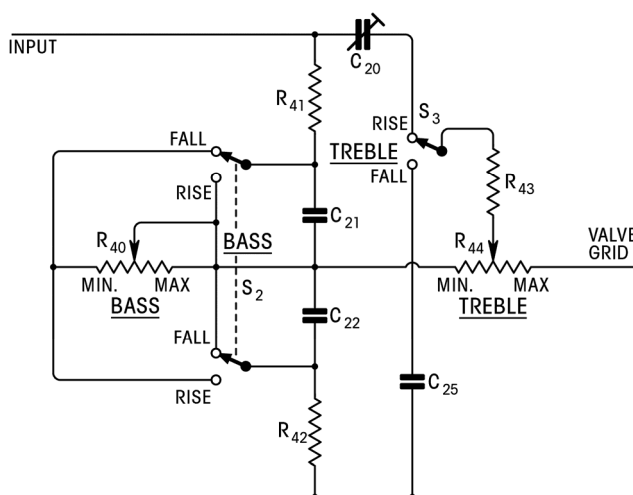 INPUT
C20
R41
S3
FALL
RISE
TREBLE
FALL
RISE
R43
C21
R40
BASS
R44
VALVE
GRID
MIN.
MAX
S2
MIN.
MAX
BASS
C22
TREBLE
FALL
C25
RISE
R42